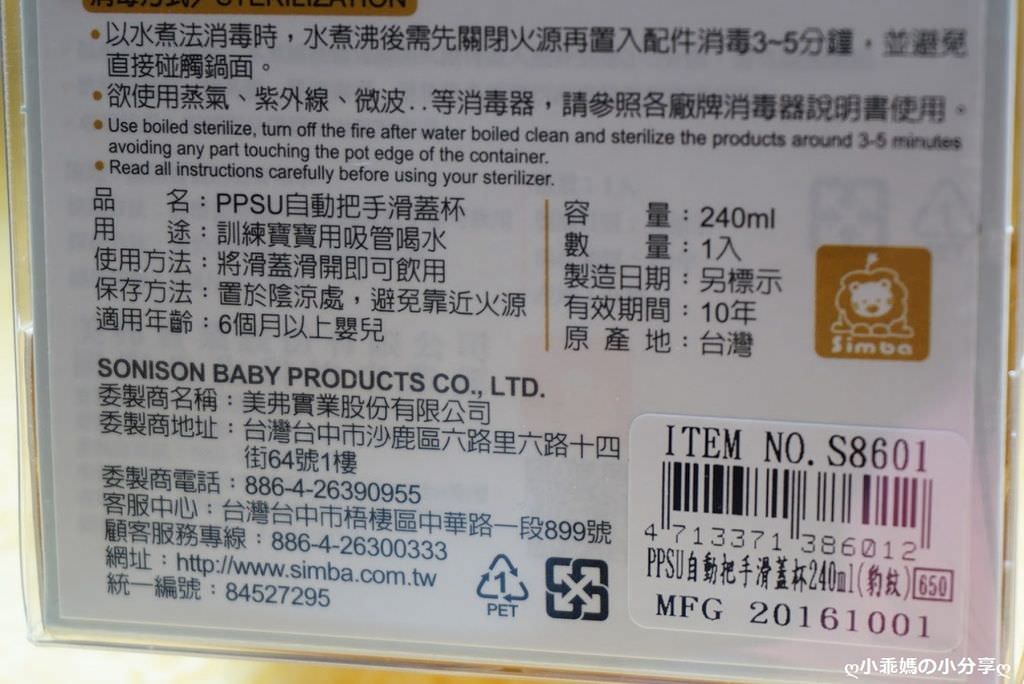 消毒方式／STERILIZATION
•以水煮法消毒時，水煮沸後需先關閉火源再置入配件消毒3~5分鐘，並避免
直接碰觸鍋面。
•欲使用蒸氣、紫外線、微波..等消毒器，請參照各廠牌消毒器說明書使用。
• Use boiled sterilize, turn off the fire after water boiled clean and sterilize the products around 3-5 minutes
avoiding any part touching the pot edge of the container.
• Read all instructions carefully before using your sterilizer.
品　　名：PPSU自動把手滑蓋杯
用　　途：訓練寶寶用吸管喝水
使用方法：將滑蓋滑開即可飲用
保存方法：置於陰涼處，避免靠近火源
適用年齡：6個月以上嬰兒
容　　量：240ml
數　　量：1入
製造日期：另標示
有效期間：10年
原 產 地：台灣
Simba
SONISON BABY PRODUCTS CO., LTD.
委製商名稱：美弗實業股份有限公司
委製商地址：台灣台中市沙鹿區六路里六路十四
街64號1樓
委製商電話：886-4-26390955
客服中心：台灣台中市梧棲區中華路一段899號
顧客服務專線：886-4-26300333
網址：http://www.simba.com.tw
統一編號：84527295
1
PET
ITEM NO. S8601
4 713371 386012
PPSU自動把手滑蓋杯240ml(豹紋) 650
MFG 20161001
ღ小乖媽の小分享ღ